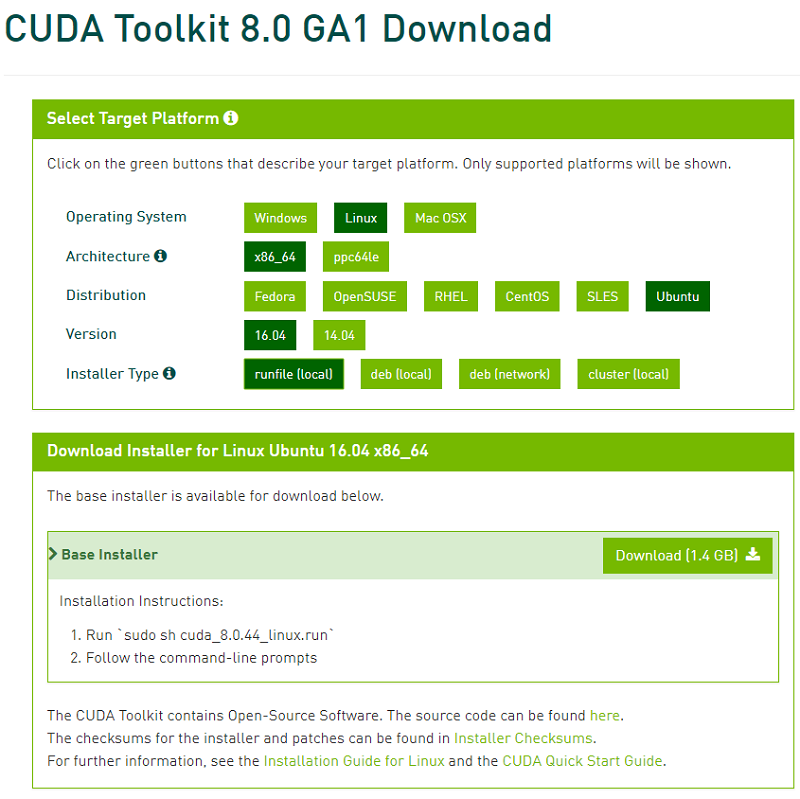 CUDA Toolkit 8.0 GA1 Download
Select Target Platform
Click on the green buttons that describe your target platform. Only supported platforms will be shown.
Operating System Windows Linux Mac OSX
Architecture x86_64 ppc64le
Distribution Fedora OpenSUSE RHEL CentOS SLES Ubuntu
Version 16.04 14.04
Installer Type runfile (local) deb (local) deb (network) cluster (local)
Download Installer for Linux Ubuntu 16.04 x86_64
The base installer is available for download below.
Base Installer Download (1.4 GB)
Installation Instructions:
1. Run `sudo sh cuda_8.0.44_linux.run`
2. Follow the command-line prompts
The CUDA Toolkit contains Open-Source Software. The source code can be found here.
The checksums for the installer and patches can be found in Installer Checksums.
For further information, see the Installation Guide for Linux and the CUDA Quick Start Guide.